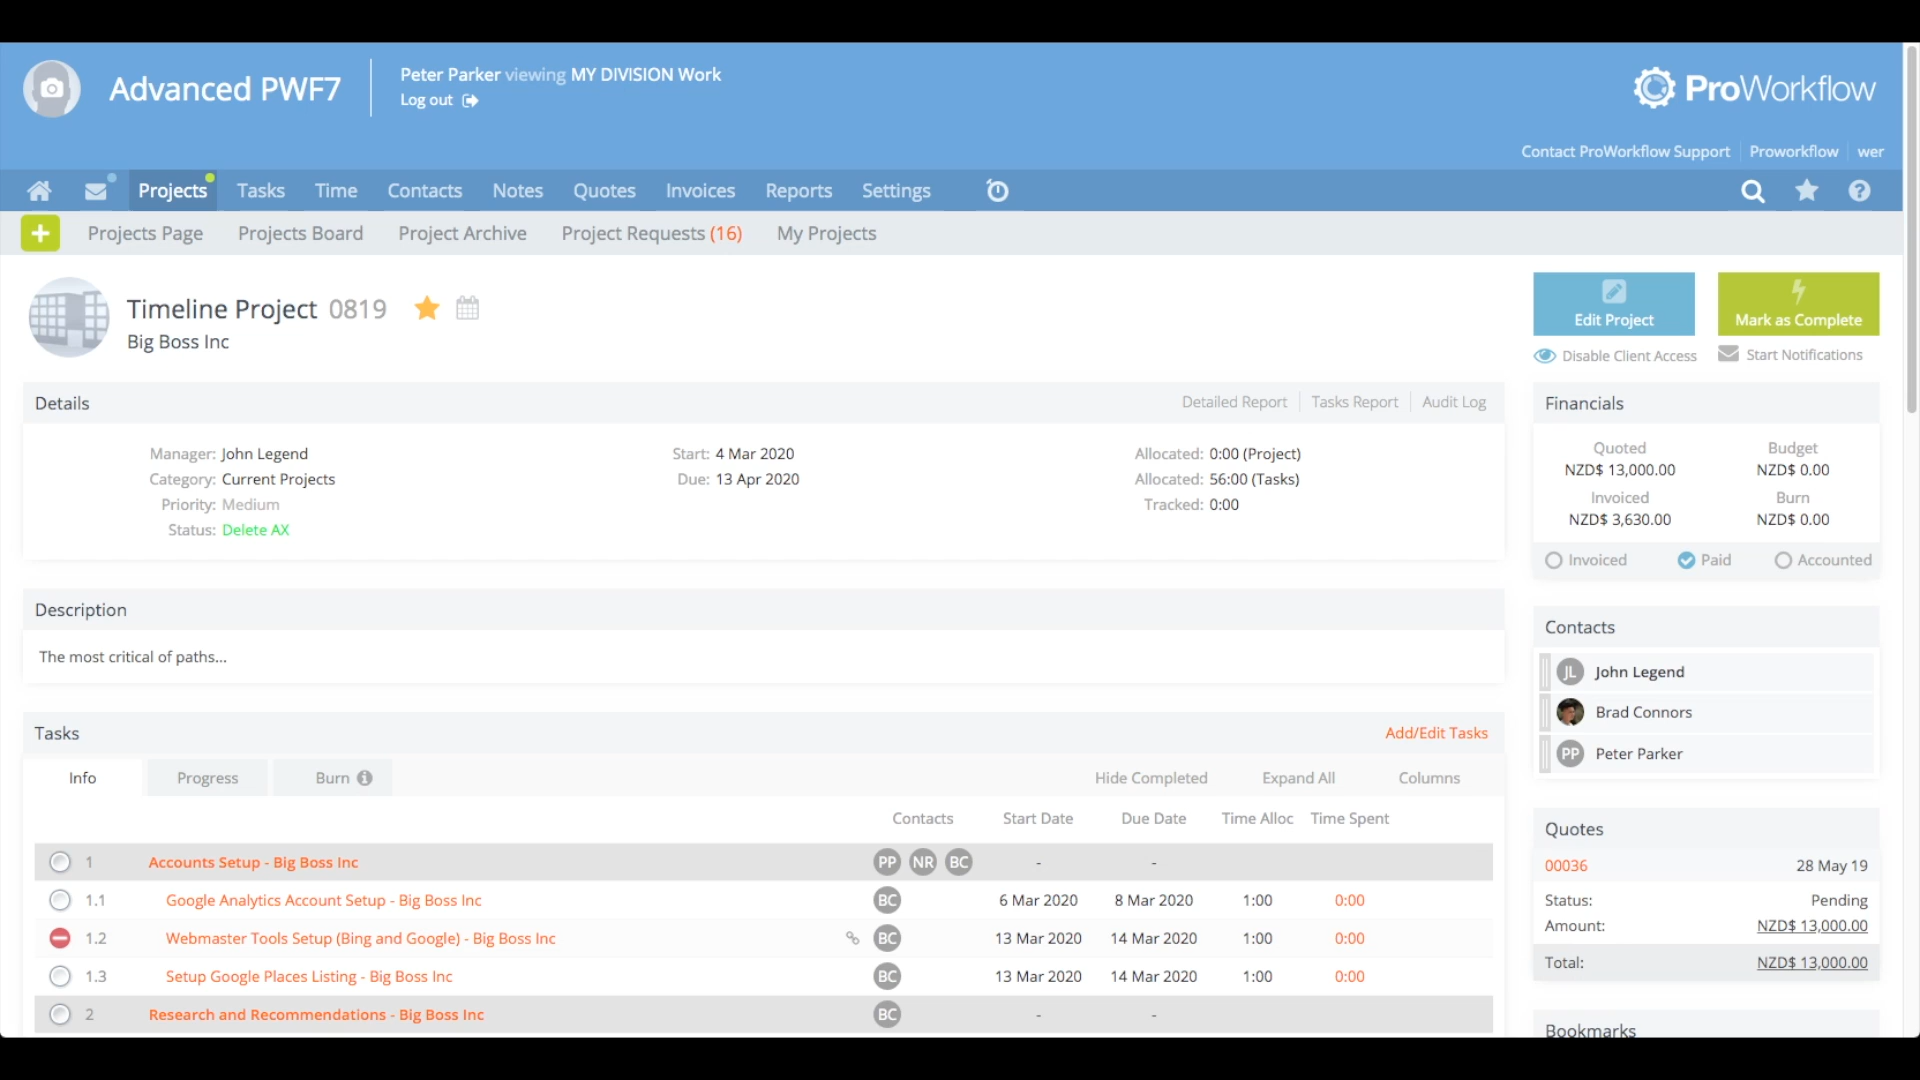 Advanced PWF7
Peter Parker viewing MY DIVISION Work
Log out
ProWorkflow
Contact ProWorkflow Support Proworkflow wer
Projects Tasks Time Contacts Notes Quotes Invoices Reports Settings
Projects Page Projects Board Project Archive Project Requests (16) My Projects
Timeline Project 0819
Big Boss Inc
Edit Project
Mark as Complete
Disable Client Access
Start Notifications
Details
Detailed Report Tasks Report Audit Log
Manager: John Legend
Category: Current Projects
Priority: Medium
Status: Delete AX
Start: 4 Mar 2020
Due: 13 Apr 2020
Allocated: 0:00 (Project)
Allocated: 56:00 (Tasks)
Tracked: 0:00
Description
The most critical of paths...
Tasks
Add/Edit Tasks
Info Progress Burn
Hide Completed Expand All Columns
Contacts Start Date Due Date Time Alloc Time Spent
1 Accounts Setup - Big Boss Inc PP NR BC - -
1.1 Google Analytics Account Setup - Big Boss Inc BC 6 Mar 2020 8 Mar 2020 1:00 0:00
1.2 Webmaster Tools Setup (Bing and Google) - Big Boss Inc BC 13 Mar 2020 14 Mar 2020 1:00 0:00
1.3 Setup Google Places Listing - Big Boss Inc BC 13 Mar 2020 14 Mar 2020 1:00 0:00
2 Research and Recommendations - Big Boss Inc BC - -
Financials
Quoted Budget
NZD$ 13,000.00 NZD$ 0.00
Invoiced Burn
NZD$ 3,630.00 NZD$ 0.00
Invoiced Paid Accounted
Contacts
JL John Legend
Brad Connors
PP Peter Parker
Quotes
00036 28 May 19
Status: Pending
Amount: NZD$ 13,000.00
Total: NZD$ 13,000.00
Bookmarks